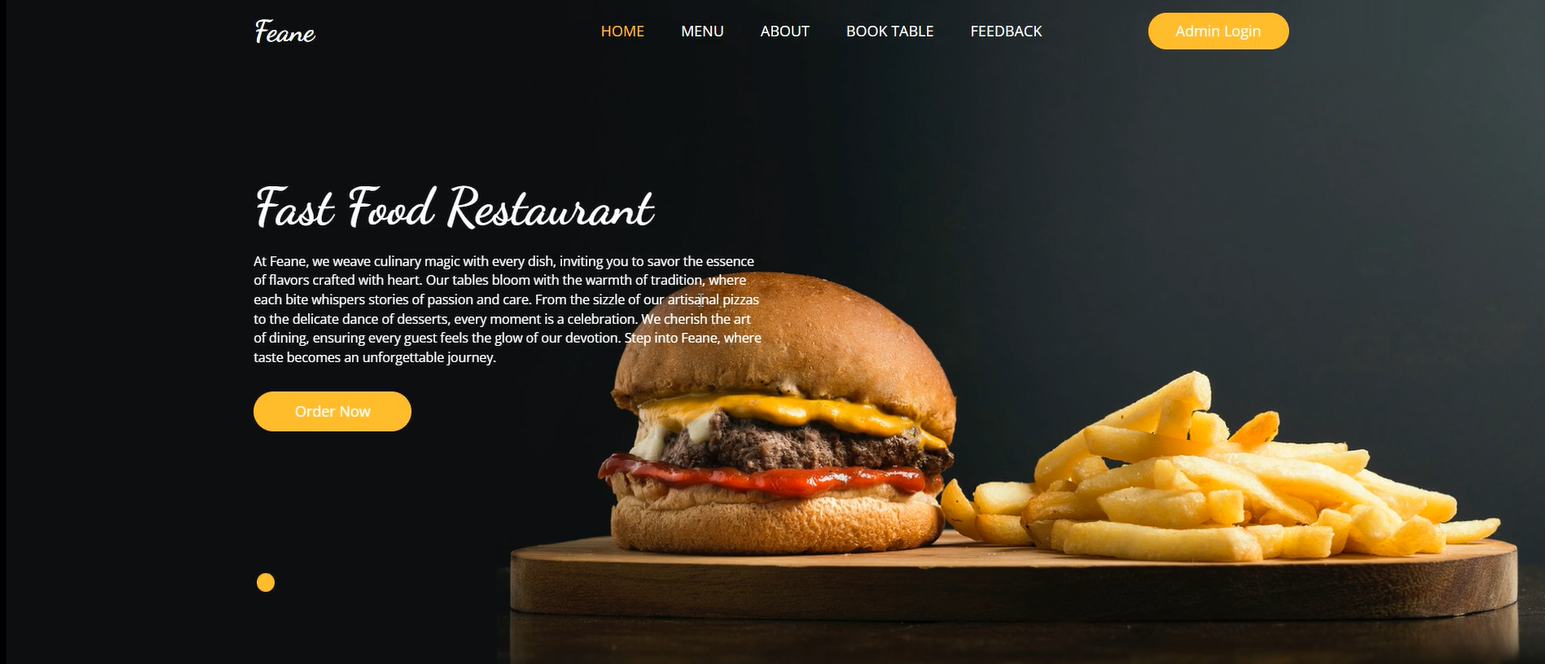 Feane
HOME
MENU
ABOUT
BOOK TABLE
FEEDBACK
Admin Login
Fast Food Restaurant
At Feane, we weave culinary magic with every dish, inviting you to savor the essence
of flavors crafted with heart. Our tables bloom with the warmth of tradition, where
each bite whispers stories of passion and care. From the sizzle of our artisanal pizzas
to the delicate dance of desserts, every moment is a celebration. We cherish the art
of dining, ensuring every guest feels the glow of our devotion. Step into Feane, where
taste becomes an unforgettable journey.
Order Now